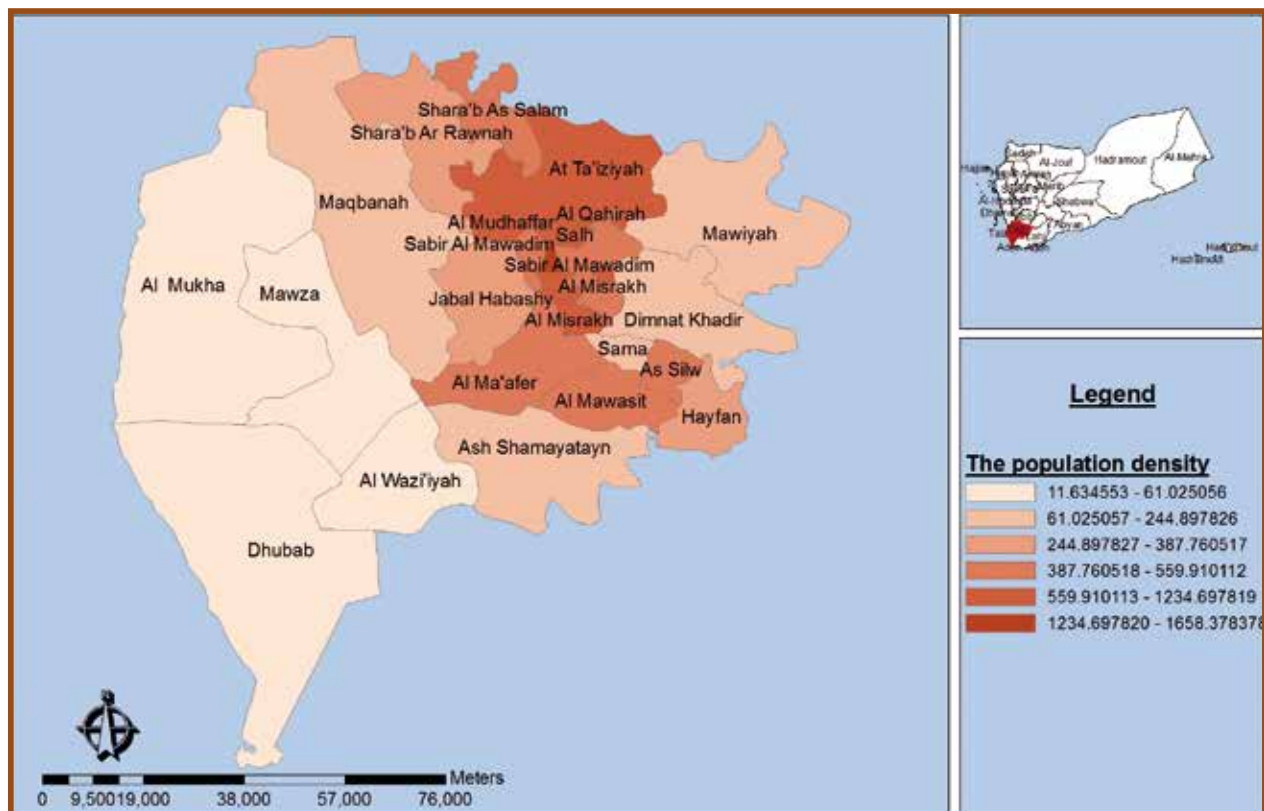 Shara'b As Salam
Shara'b Ar Rawnah
At Ta'iziyah
Maqbanah
Al Mudhaffar
Al Qahirah
Salh
Mawiyah
Sabir Al Mawadim
Sabir Al Mawadim
Al Mukha
Mawza
Al Misrakh
Jabal Habashy
Al Misrakh
Dimnat Khadir
Sama
As Silw
Al Ma'afer
Al Mawasit
Hayfan
Ash Shamayatayn
Al Wazi'iyah
Dhubab
Meters
0 9,500 19,000 38,000 57,000 76,000
Al-Jouf
Hadramout
Al-Mahra
Legend
The population density
11.634553 - 61.025056
61.025057 - 244.897826
244.897827 - 387.760517
387.760518 - 559.910112
559.910113 - 1234.697819
1234.697820 - 1658.378378